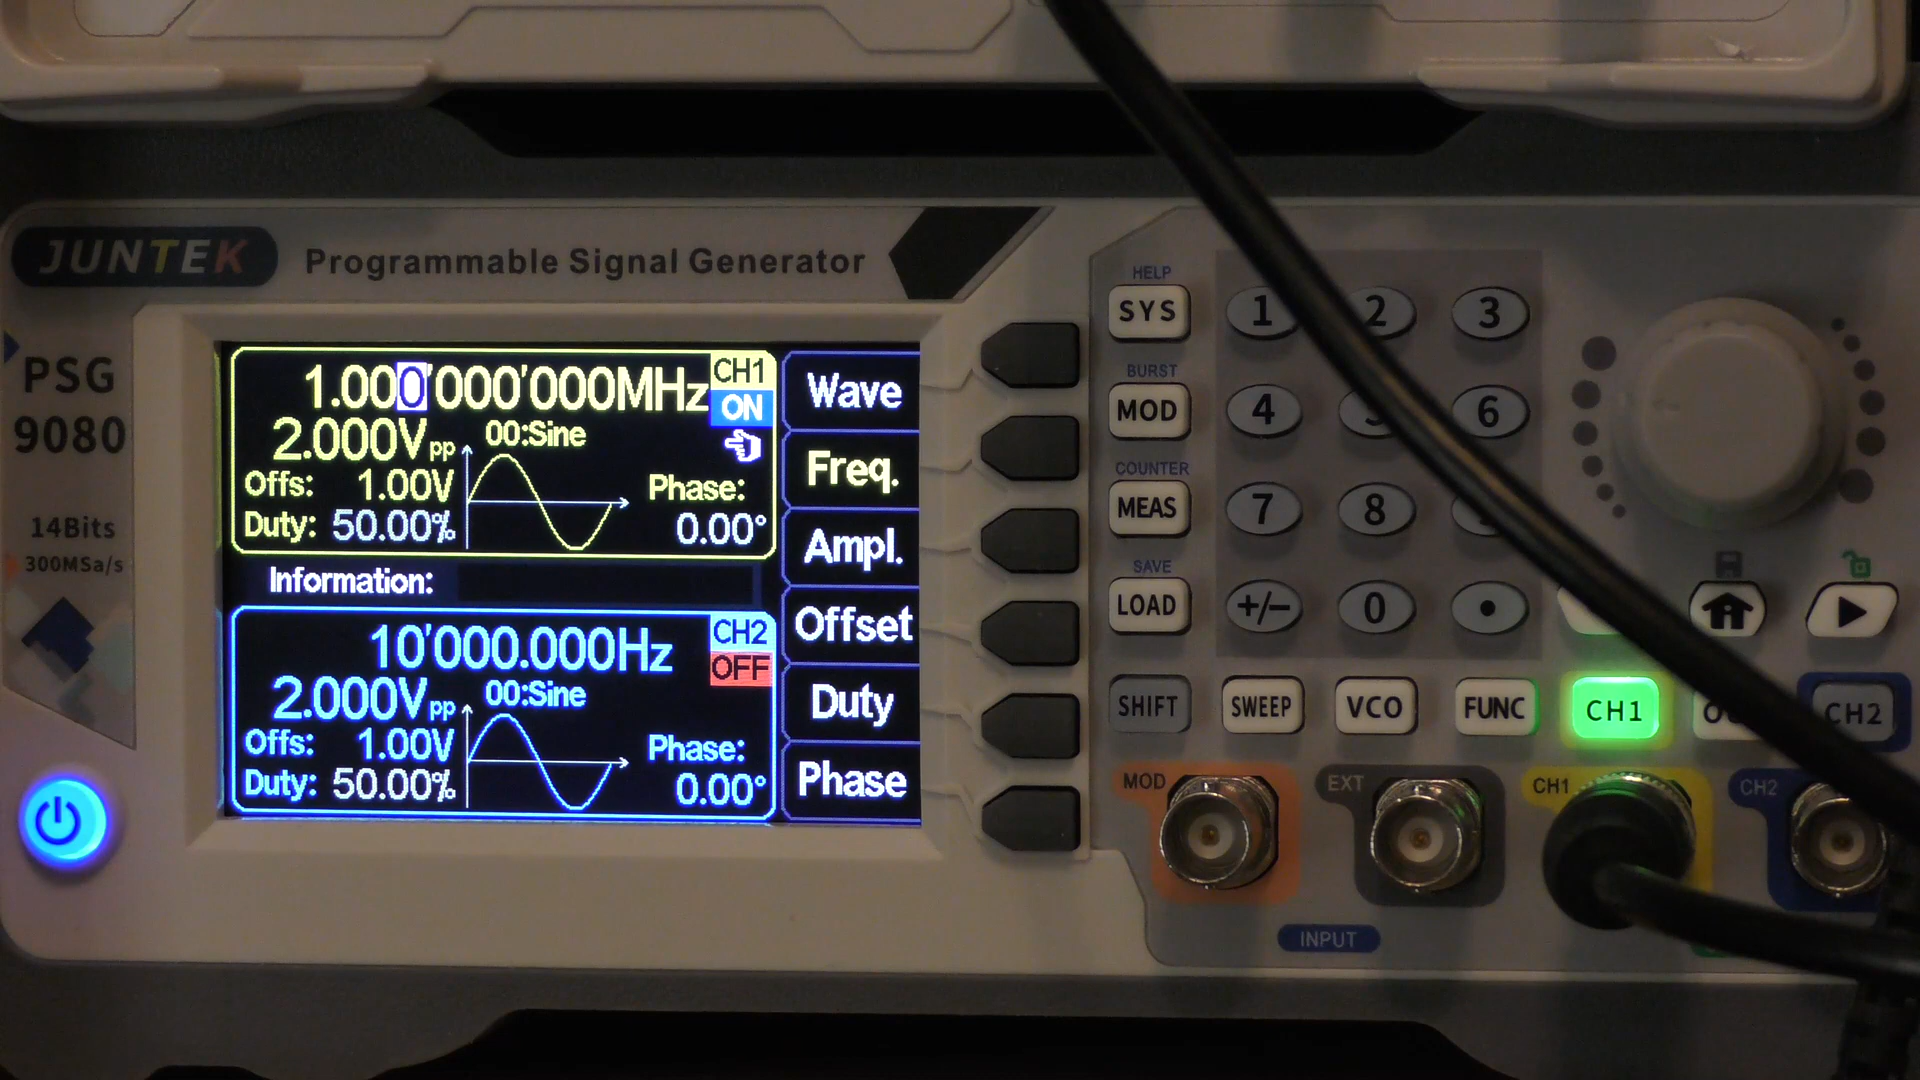 JUNTEK
Programmable Signal Generator
PSG
9080
14Bits
300MSa/s
1.000'000'000MHz
CH1
ON
2.000Vpp
00:Sine
Offs: 1.00V
Phase:
Duty: 50.00%
0.00°
Information:
10'000.000Hz
CH2
OFF
2.000Vpp
00:Sine
Offs: 1.00V
Phase:
Duty: 50.00%
0.00°
Wave
Freq.
Ampl.
Offset
Duty
Phase
HELP
SYS
1
2
3
BURST
MOD
4
6
COUNTER
MEAS
7
8
SAVE
LOAD
+/-
0
•
SHIFT
SWEEP
VCO
FUNC
CH1
CH2
MOD
EXT
CH1
CH2
INPUT